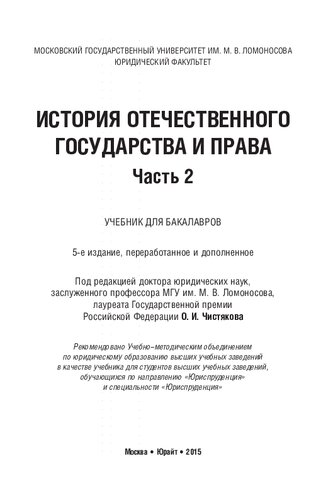 МОСКОВСКИЙ ГОСУДАРСТВЕННЫЙ УНИВЕРСИТЕТ ИМ. М. В. ЛОМОНОСОВА
ЮРИДИЧЕСКИЙ ФАКУЛЬТЕТ
ИСТОРИЯ ОТЕЧЕСТВЕННОГО
ГОСУДАРСТВА И ПРАВА
Часть 2
УЧЕБНИК ДЛЯ БАКАЛАВРОВ
5-е издание, переработанное и дополненное
Под редакцией доктора юридических наук,
заслуженного профессора МГУ им. М. В. Ломоносова,
лауреата Государственной премии
Российской Федерации О. И. Чистякова
Рекомендовано Учебно-методическим объединением
по юридическому образованию высших учебных заведений
в качестве учебника для студентов высших учебных заведений,
обучающихся по направлению «Юриспруденция»
и специальности «Юриспруденция»
Москва • Юрайт • 2015